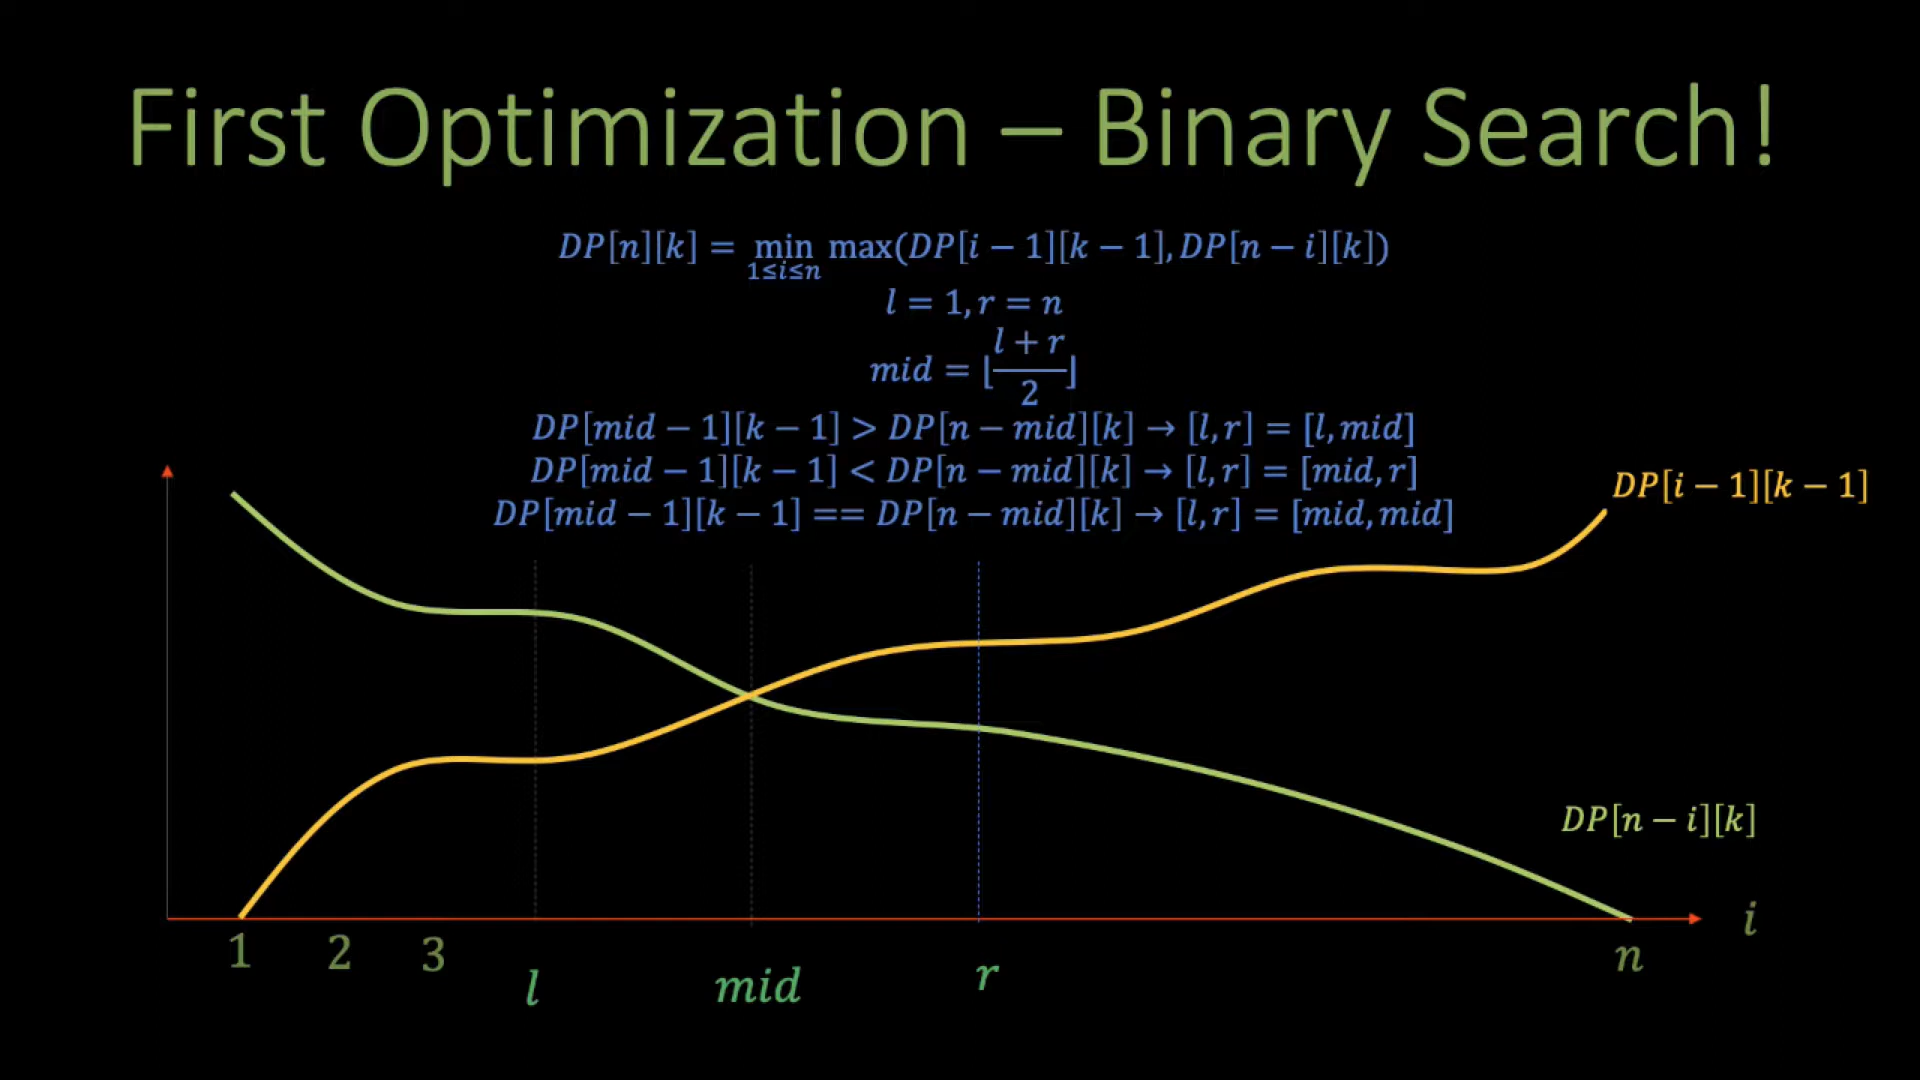 First Optimization – Binary Search!
DP[n][k] = min max(DP[i − 1][k − 1], DP[n − i][k])
1≤i≤n
l = 1, r = n
mid = ⌊(l + r)/2⌋
DP[mid − 1][k − 1] > DP[n − mid][k] → [l, r] = [l, mid]
DP[mid − 1][k − 1] < DP[n − mid][k] → [l, r] = [mid, r]
DP[mid − 1][k − 1] == DP[n − mid][k] → [l, r] = [mid, mid]
DP[i − 1][k − 1]
DP[n − i][k]
i
1 2 3 n
l mid r